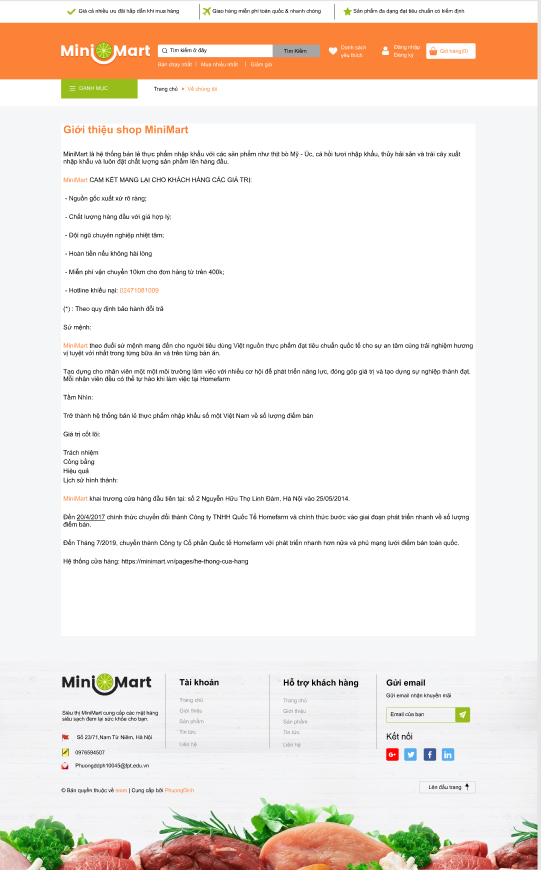 Giá cả nhiều ưu đãi hấp dẫn khi mua hàng
Giao hàng miễn phí toàn quốc & nhanh chóng
Sản phẩm đa dạng đạt tiêu chuẩn có kiểm định
Mini Mart
Tìm kiếm ở đây
Tìm Kiếm
Danh sách
yêu thích
Đăng nhập
Đăng ký
Giỏ hàng(0)
Bán chạy nhất | Mua nhiều nhất | Giảm giá
DANH MỤC
Trang chủ
Về chúng tôi
Giới thiệu shop MiniMart
MiniMart là hệ thống bán lẻ thực phẩm nhập khẩu với các sản phẩm như thịt bò Mỹ - Úc, cá hồi tươi nhập khẩu, thủy hải sản và trái cây xuất
nhập khẩu và luôn đặt chất lượng sản phẩm lên hàng đầu.
MiniMart CAM KẾT MANG LẠI CHO KHÁCH HÀNG CÁC GIÁ TRỊ:
- Nguồn gốc xuất xứ rõ ràng;
- Chất lượng hàng đầu với giá hợp lý;
- Đội ngũ chuyên nghiệp nhiệt tâm;
- Hoàn tiền nếu không hài lòng
- Miễn phí vận chuyển 10km cho đơn hàng từ trên 400k;
- Hotline khiếu nại: 02471081009
(*) : Theo quy định bảo hành đổi trả
Sứ mệnh:
MiniMart theo đuổi sứ mệnh mang đến cho người tiêu dùng Việt nguồn thực phẩm đạt tiêu chuẩn quốc tế cho sự an tâm cùng trải nghiệm hương
vị tuyệt vời nhất trong từng bữa ăn và trên từng bàn ăn.
Tạo dựng cho nhân viên một một môi trường làm việc với nhiều cơ hội để phát triển năng lực, đóng góp giá trị và tạo dựng sự nghiệp thành đạt.
Mỗi nhân viên đều có thể tự hào khi làm việc tại Homefarm
Tầm Nhìn:
Trở thành hệ thống bán lẻ thực phẩm nhập khẩu số một Việt Nam về số lượng điểm bán
Giá trị cốt lõi:
Trách nhiệm
Công bằng
Hiệu quả
Lịch sử hình thành:
MiniMart khai trương cửa hàng đầu tiên tại: số 2 Nguyễn Hữu Thọ Linh Đàm, Hà Nội vào 25/05/2014.
Đến 20/4/2017 chính thức chuyển đổi thành Công ty TNHH Quốc Tế Homefarm và chính thức bước vào giai đoạn phát triển nhanh về số lượng
điểm bán.
Đến Tháng 7/2019, chuyển thành Công ty Cổ phần Quốc tế Homefarm với phát triển nhanh hơn nữa và phủ mạng lưới điểm bán toàn quốc.
Hệ thống cửa hàng: https://minimart.vn/pages/he-thong-cua-hang
Mini Mart
Siêu thị MiniMart cung cấp các mặt hàng
siêu sạch đem lại sức khỏe cho bạn.
Số 23/71,Nam Từ Niêm, Hà Nội
0976594507
Phuongddph10045@fpt.edu.vn
© Bản quyền thuộc về team | Cung cấp bởi PhuongDinh
Tài khoản
Trang chủ
Giới thiệu
Sản phẩm
Tin tức
Liên hệ
Hỗ trợ khách hàng
Trang chủ
Giới thiệu
Sản phẩm
Tin tức
Liên hệ
Gửi email
Gửi email nhận khuyến mãi
Email của bạn
Kết nối
G+
f
in
Lên đầu trang